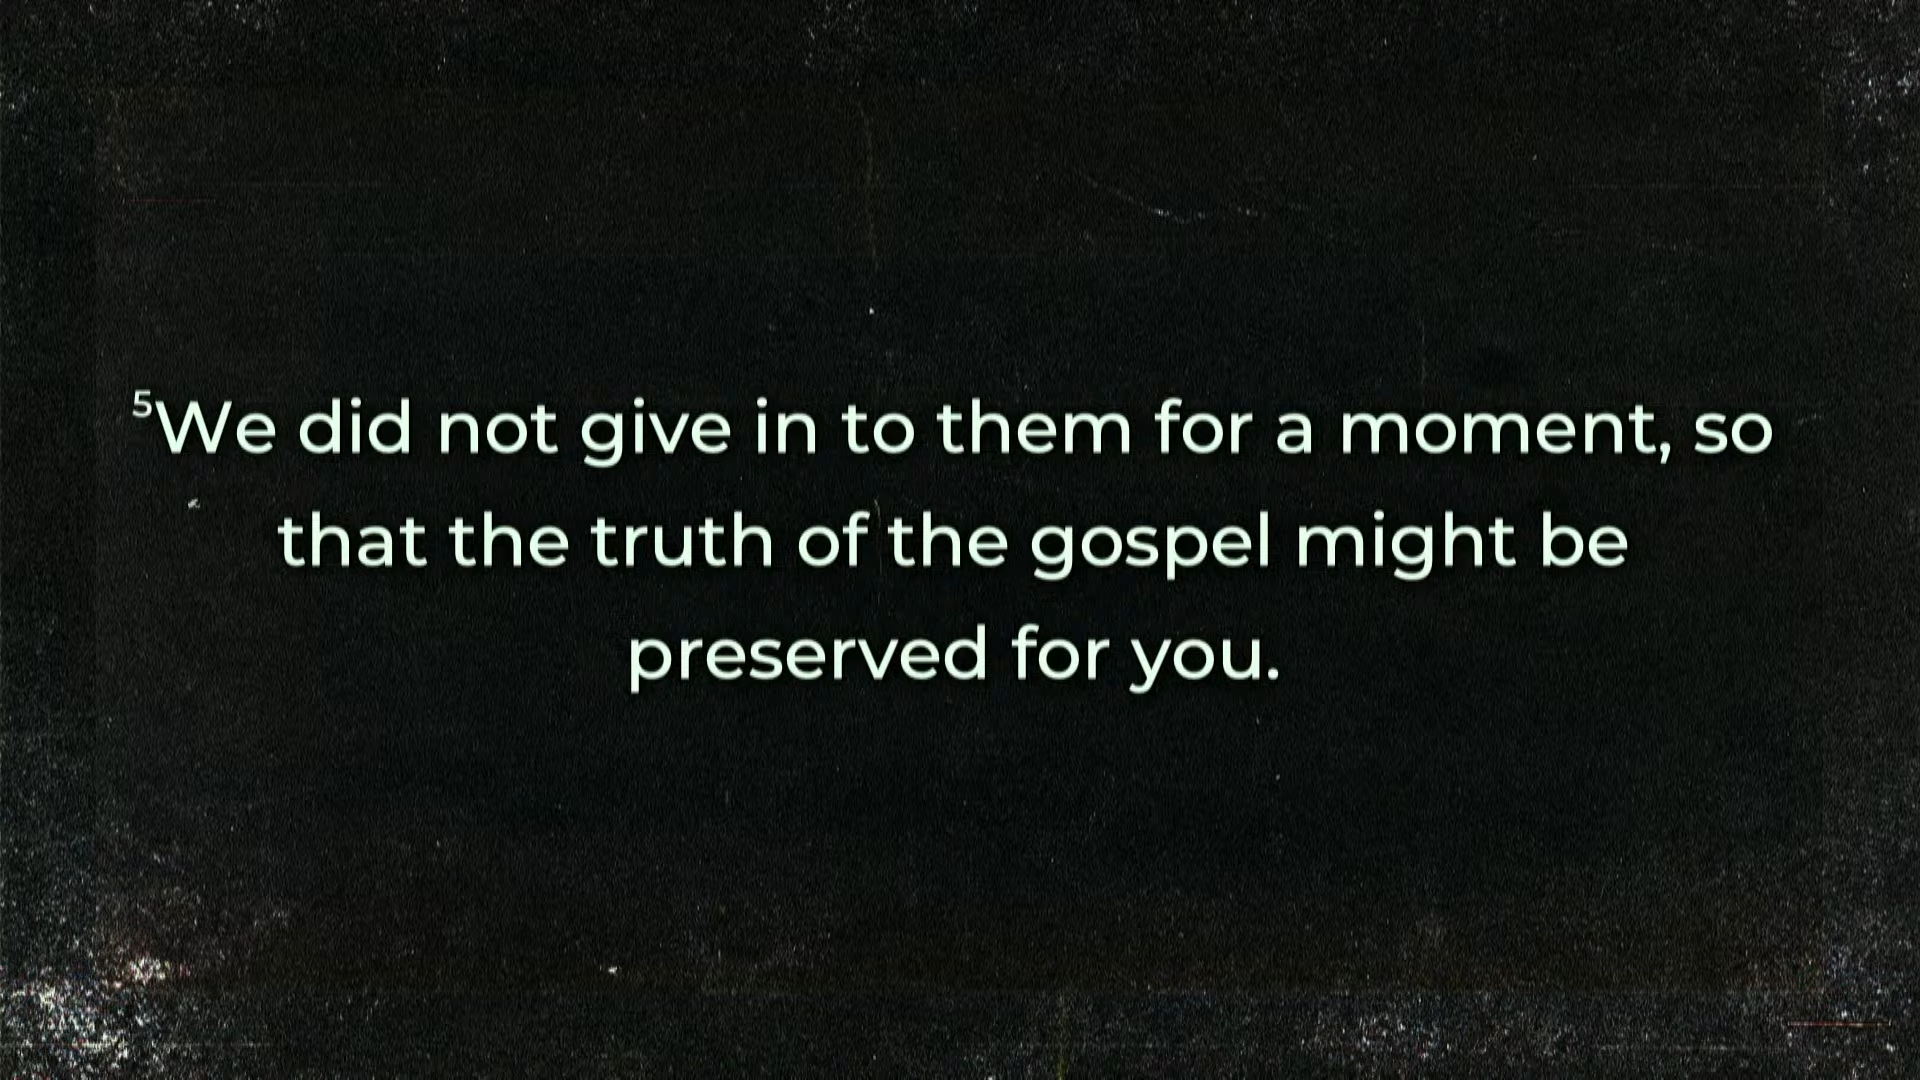 ⁵We did not give in to them for a moment, so
that the truth of the gospel might be
preserved for you.